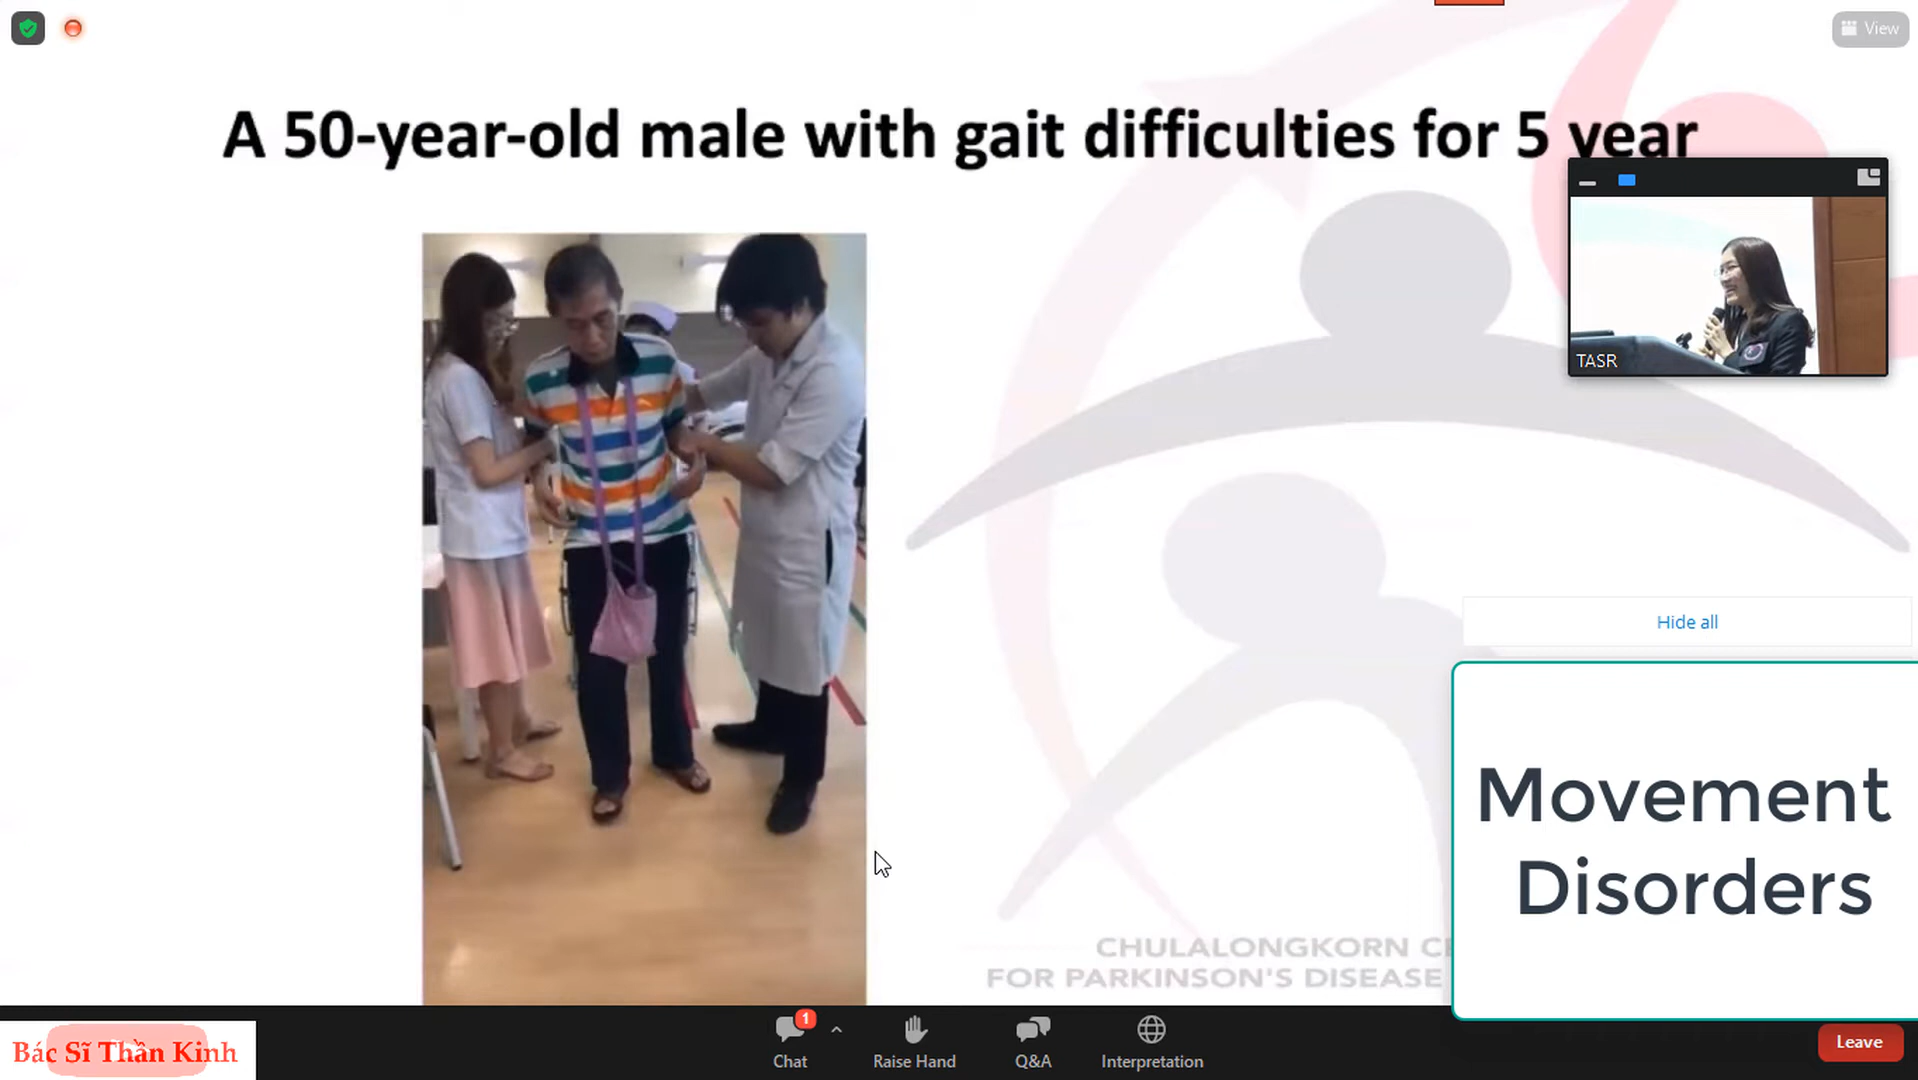 View
A 50-year-old male with gait difficulties for 5 year
TASR
Hide all
Movement
Disorders
CHULALONGKORN
FOR PARKINSON'S DISEASE
1
Chat
Raise Hand
Q&A
Interpretation
Leave
Bác Sĩ Thần Kinh